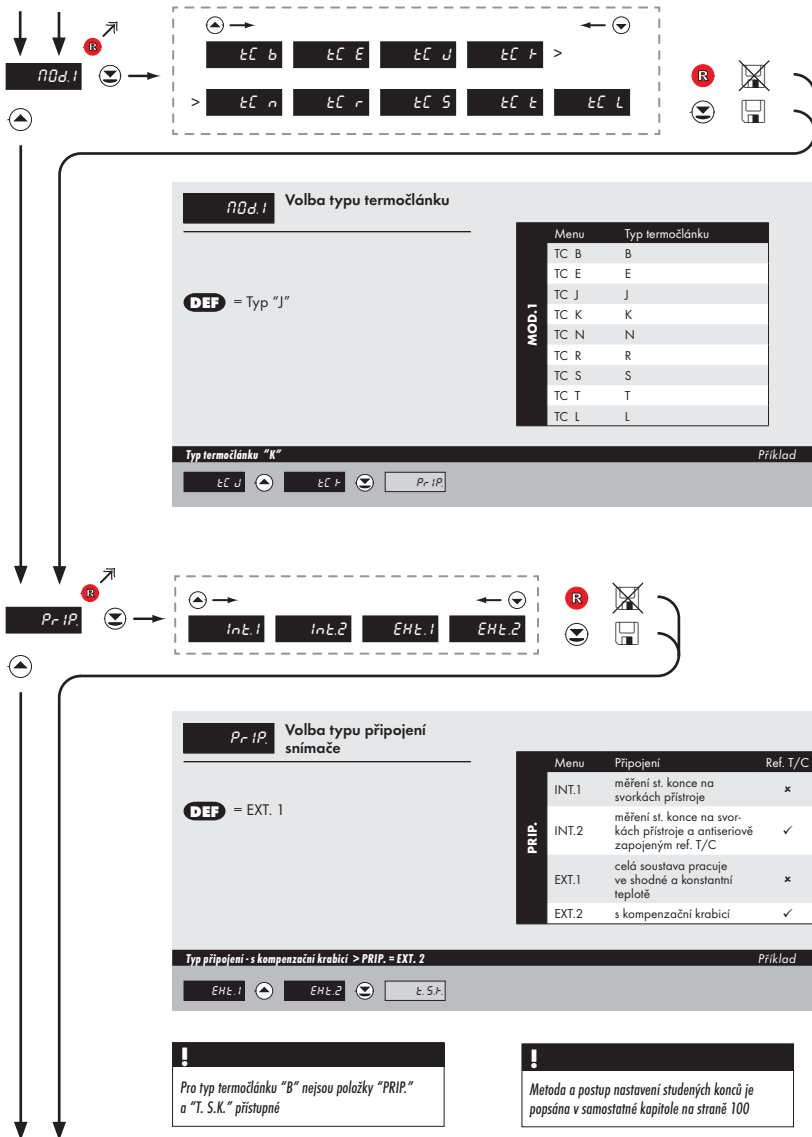 R
MOd.1
tC b tC E tC J tC k >
> tC n tC r tC S tC t tC L
R
MOd.1 Volba typu termočlánku
DEF = Typ “J”
MOD.1
Menu Typ termočlánku
TC B B
TC E E
TC J J
TC K K
TC N N
TC R R
TC S S
TC T T
TC L L
Typ termočlánku “K” Příklad
tC J tC k PrIP.
R
PrIP.
Int.1 Int.2 EHt.1 EHt.2
R
PrIP. Volba typu připojení
snímače
DEF = EXT. 1
PRIP.
Menu Připojení Ref. T/C
INT.1 měření st. konce na
svorkách přístroje ×
INT.2 měření st. konce na svor-
kách přístroje a antiseriově ✓
zapojeným ref. T/C
EXT.1 celá soustava pracuje
ve shodné a konstantní ×
teplotě
EXT.2 s kompenzační krabicí ✓
Typ připojení - s kompenzační krabicí > PRIP. = EXT. 2 Příklad
EHt.1 EHt.2 t.S.k.
!
Pro typ termočlánku “B” nejsou položky “PRIP.”
a “T. S.K.” přístupné
!
Metoda a postup nastavení studených konců je
popsána v samostatné kapitole na straně 100